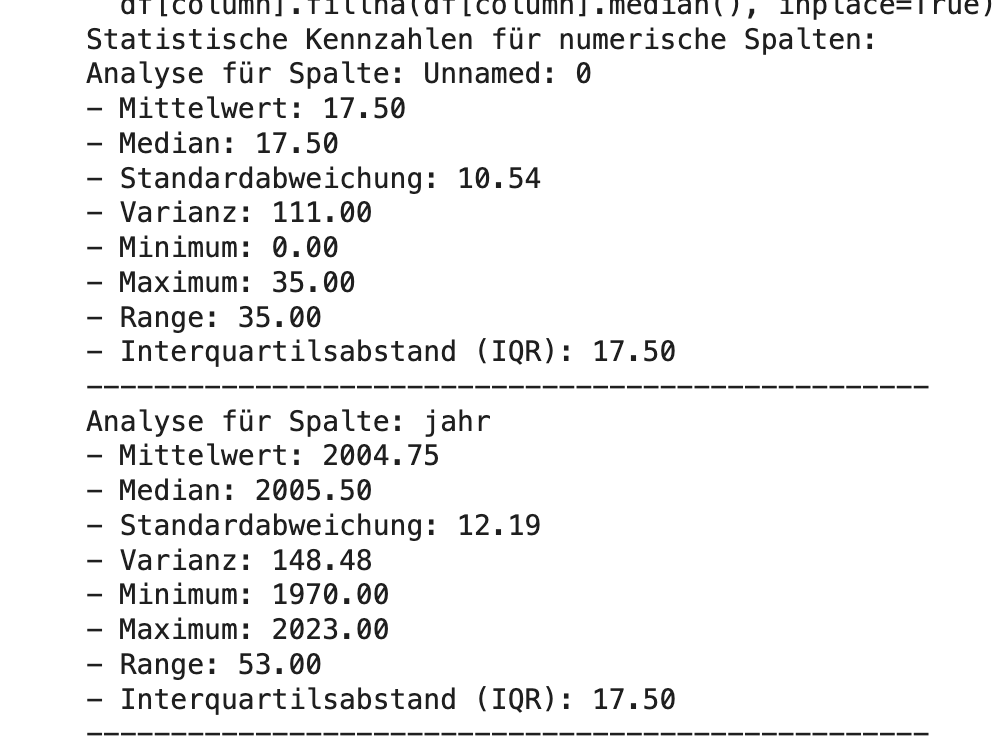 df[column].fillna(df[column].median(), inplace=True)
Statistische Kennzahlen für numerische Spalten:
Analyse für Spalte: Unnamed: 0
– Mittelwert: 17.50
– Median: 17.50
– Standardabweichung: 10.54
– Varianz: 111.00
– Minimum: 0.00
– Maximum: 35.00
– Range: 35.00
– Interquartilsabstand (IQR): 17.50
--------------------------------------------------
Analyse für Spalte: jahr
– Mittelwert: 2004.75
– Median: 2005.50
– Standardabweichung: 12.19
– Varianz: 148.48
– Minimum: 1970.00
– Maximum: 2023.00
– Range: 53.00
– Interquartilsabstand (IQR): 17.50
--------------------------------------------------